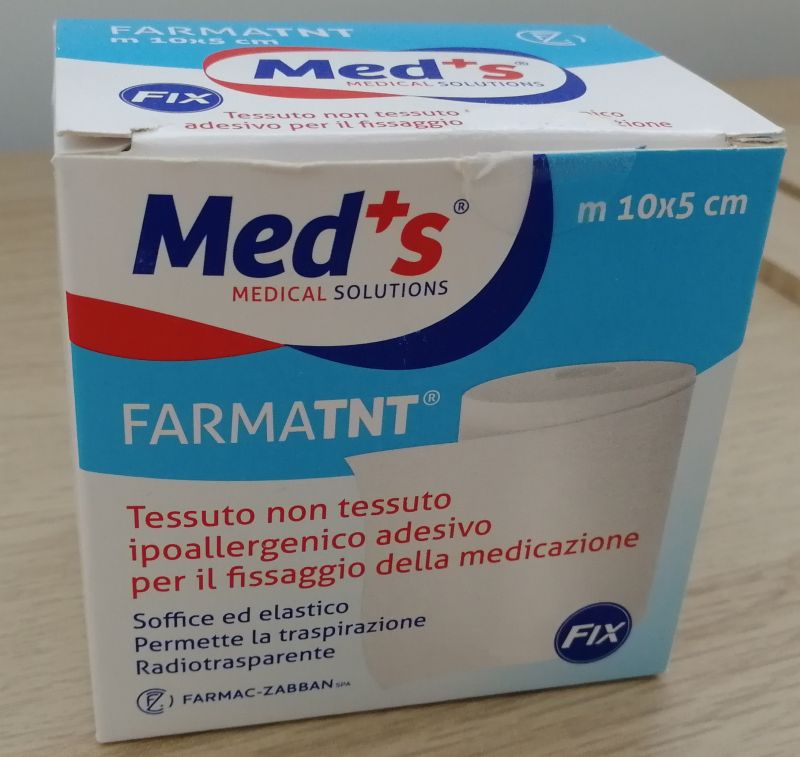 FARMATNT
m 10x5 cm
Med+s®
MEDICAL SOLUTIONS
FIX
Tessuto non tessuto
adesivo per il fissaggio
Med+s®
MEDICAL SOLUTIONS
m 10x5 cm
FARMATNT®
Tessuto non tessuto
ipoallergenico adesivo
per il fissaggio della medicazione
Soffice ed elastico
Permette la traspirazione
Radiotrasparente
FIX
FZ FARMAC-ZABBAN SPA